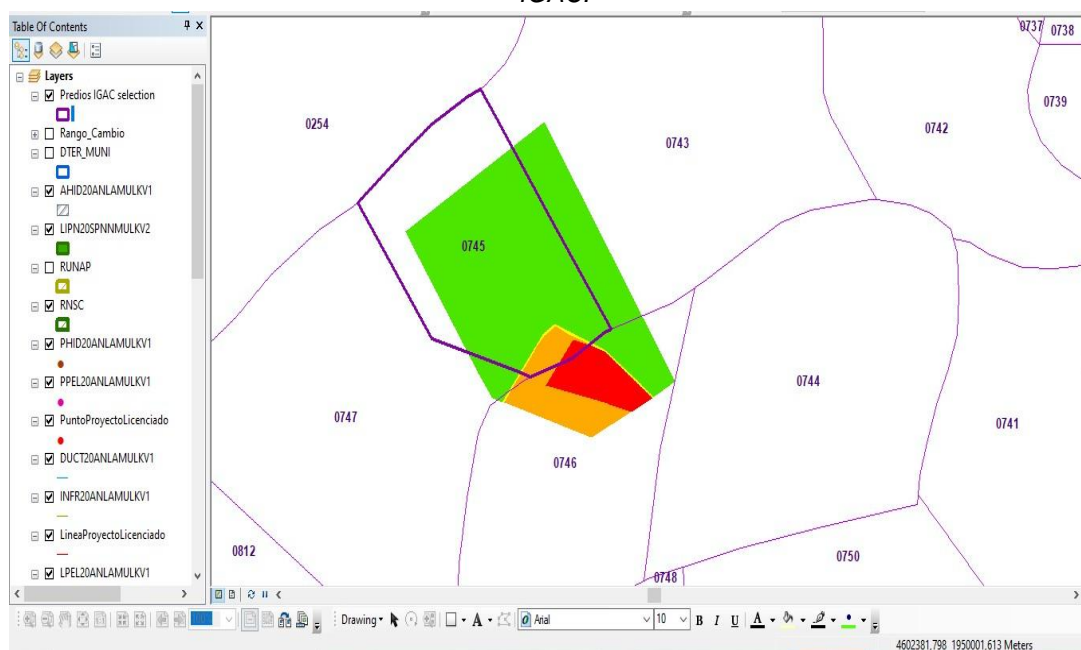 IGAC.
Table Of Contents
Layers
Predios IGAC selection
Rango_Cambio
DTER_MUNI
AHID20ANLAMULKV1
LIPN20SPNNMULKV2
RUNAP
RNSC
PHID20ANLAMULKV1
PPEL20ANLAMULKV1
PuntoProyectoLicenciado
DUCT20ANLAMULKV1
INFR20ANLAMULKV1
LineaProyectoLicenciado
LPEL20ANLAMULKV1
0737 0738
0739
0254
0743
0742
0745
0744
0747
0741
0746
0812
0750
0748
Drawing
Arial
10
B I U A
4602381,798 1950001,613 Meters